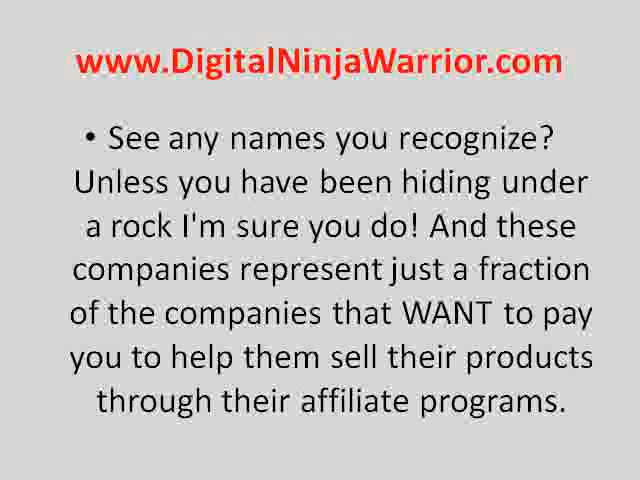 www.DigitalNinjaWarrior.com
• See any names you recognize?
Unless you have been hiding under
a rock I'm sure you do! And these
companies represent just a fraction
of the companies that WANT to pay
you to help them sell their products
through their affiliate programs.